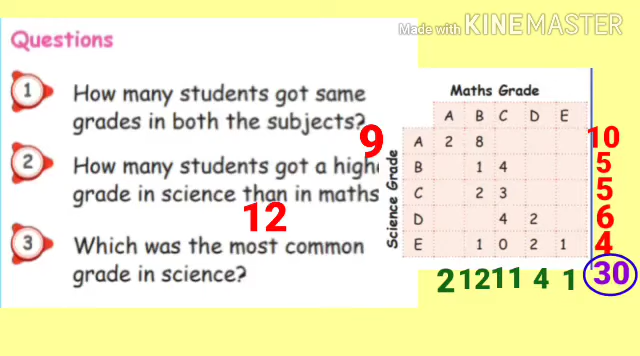 Made with KINEMASTER
Questions
1 How many students got same
grades in both the subjects?
9
2 How many students got a high
grade in science than in maths
12
3 Which was the most common
grade in science?
Maths Grade
Science Grade
A B C D E
A 2 8 10
B 1 4 5
C 2 3 5
D 4 2 6
E 1 0 2 1 4
2 12 11 4 1 30